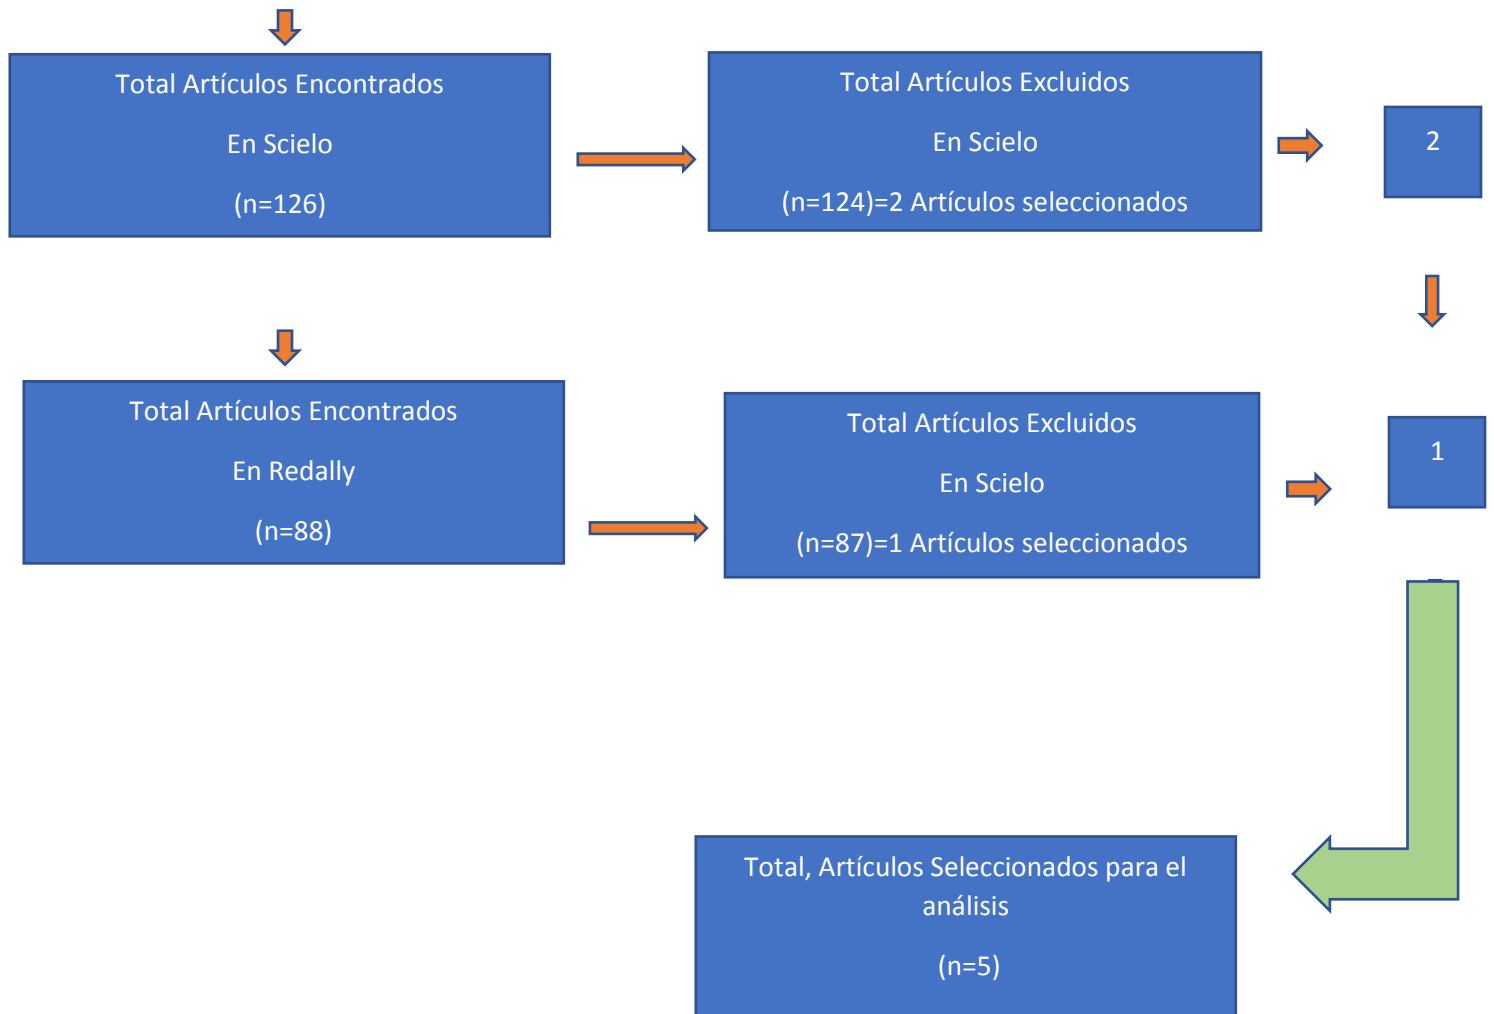 Total Artículos Encontrados
En Scielo
(n=126)
Total Artículos Excluidos
En Scielo
(n=124)=2 Artículos seleccionados
2
Total Artículos Encontrados
En Redally
(n=88)
Total Artículos Excluidos
En Scielo
(n=87)=1 Artículos seleccionados
1
Total, Artículos Seleccionados para el
análisis
(n=5)